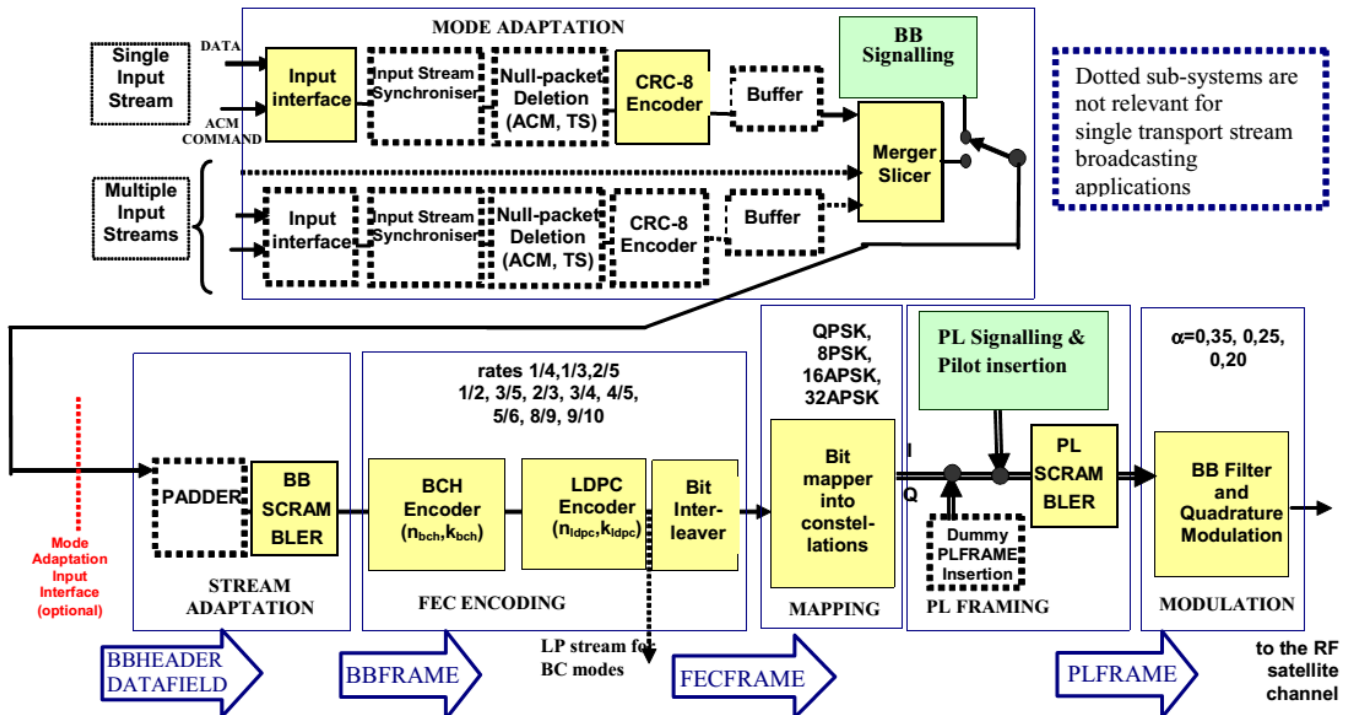 MODE ADAPTATION
Single
Input
Stream
DATA
ACM
COMMAND
Input
interface
Input Stream
Synchroniser
Null-packet
Deletion
(ACM, TS)
CRC-8
Encoder
Buffer
BB
Signalling
Merger
Slicer
Dotted sub-systems are
not relevant for
single transport stream
broadcasting
applications
Multiple
Input
Streams
Input
interface
Input Stream
Synchroniser
Null-packet
Deletion
(ACM, TS)
CRC-8
Encoder
Buffer
Mode
Adaptation
Input
Interface
(optional)
PADDER
BB
SCRAM
BLER
STREAM
ADAPTATION
rates 1/4,1/3,2/5
1/2, 3/5, 2/3, 3/4, 4/5,
5/6, 8/9, 9/10
BCH
Encoder
(nbch,kbch)
LDPC
Encoder
(nldpc,kldpc)
Bit
Inter-
leaver
FEC ENCODING
LP stream for
BC modes
QPSK,
8PSK,
16APSK,
32APSK
Bit
mapper
into
constel-
lations
MAPPING
I
Q
PL Signalling &
Pilot insertion
Dummy
PLFRAME
Insertion
PL
SCRAM
BLER
PL FRAMING
α=0,35, 0,25,
0,20
BB Filter
and
Quadrature
Modulation
MODULATION
BBHEADER
DATAFIELD
BBFRAME
FECFRAME
PLFRAME
to the RF
satellite
channel